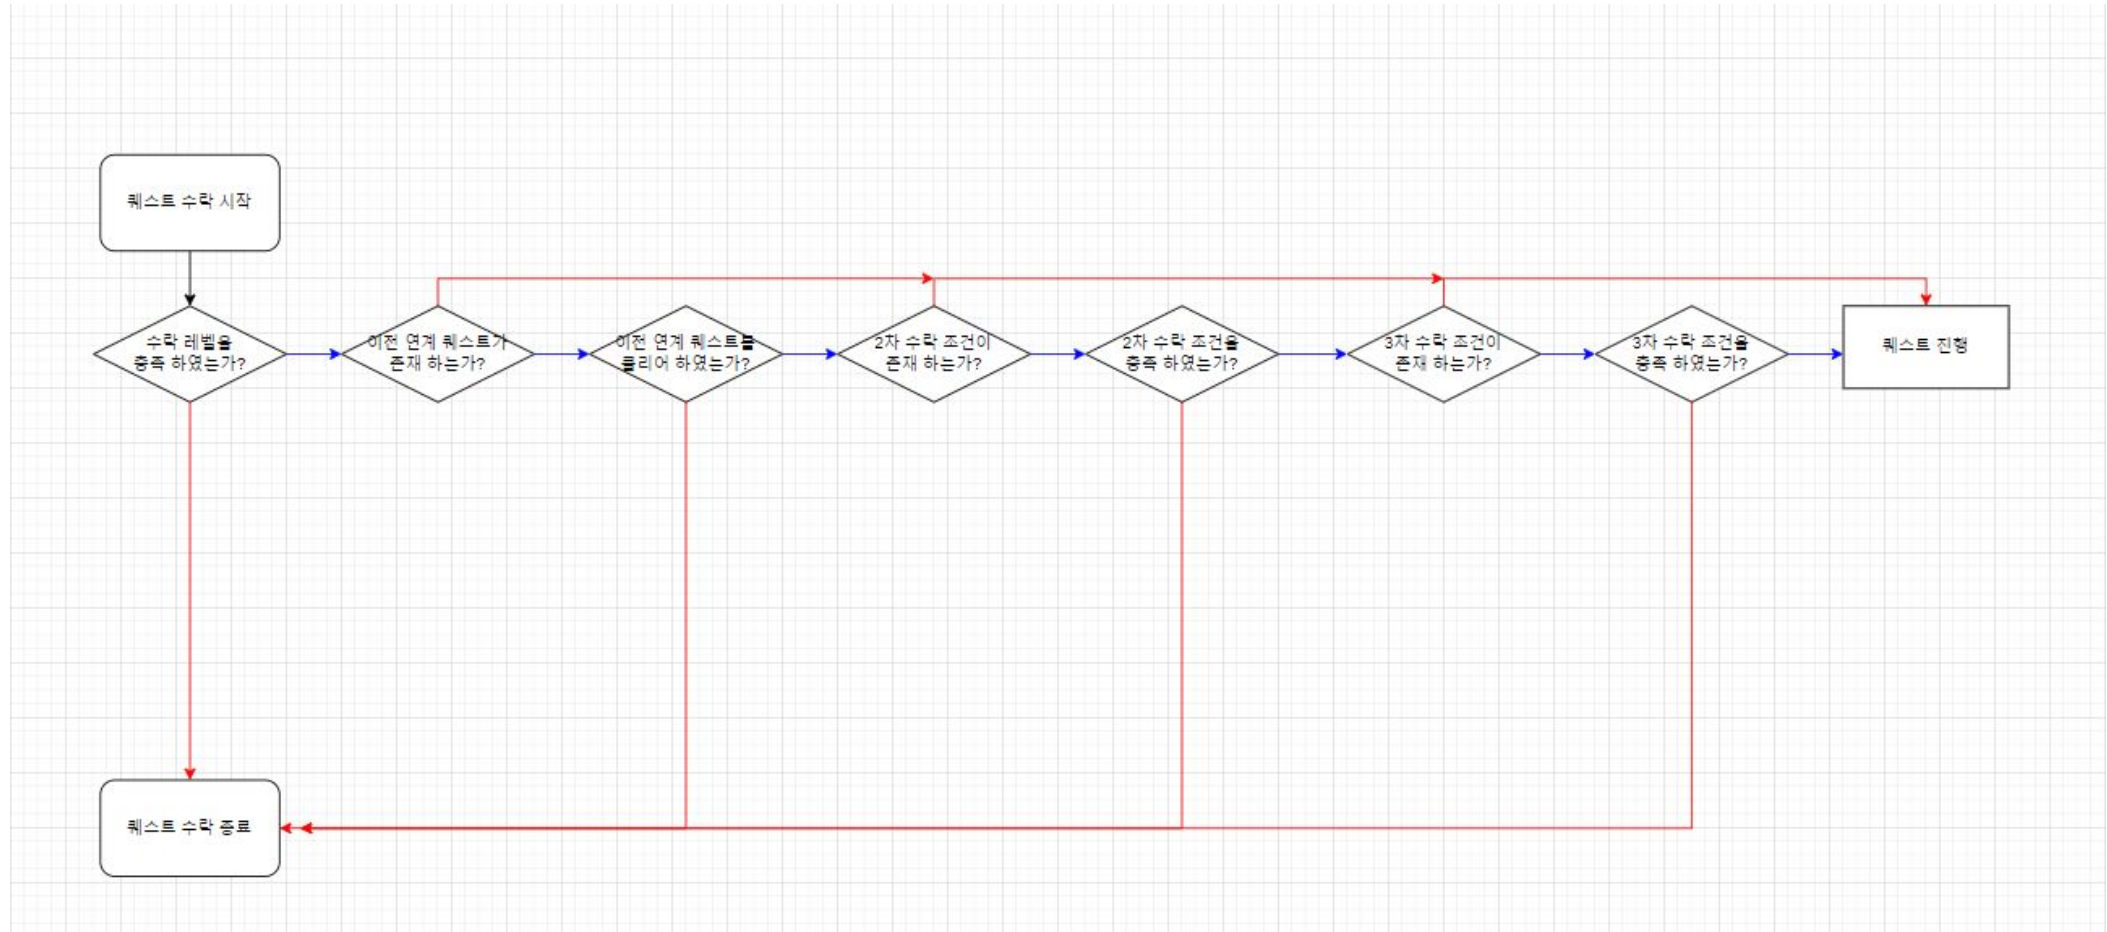 퀘스트 수락 시작
수락 레벨을
충족 하였는가?
이전 연계 퀘스트가
존재 하는가?
이전 연계 퀘스트를
클리어 하였는가?
2차 수락 조건이
존재 하는가?
2차 수락 조건을
충족 하였는가?
3차 수락 조건이
존재 하는가?
3차 수락 조건을
충족 하였는가?
퀘스트 진행
퀘스트 수락 종료